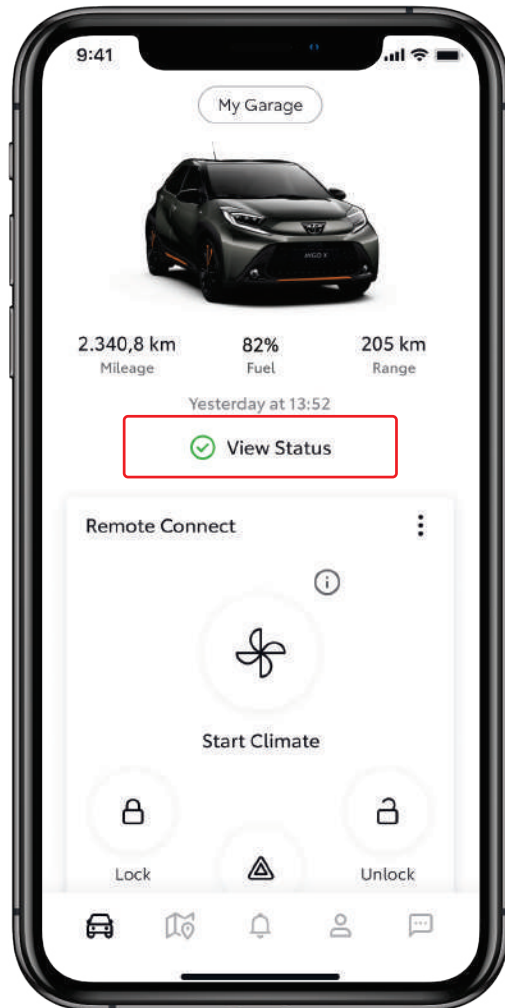 9:41
My Garage
2.340,8 km 82% 205 km
Mileage Fuel Range
Yesterday at 13:52
View Status
Remote Connect
Start Climate
Lock Unlock